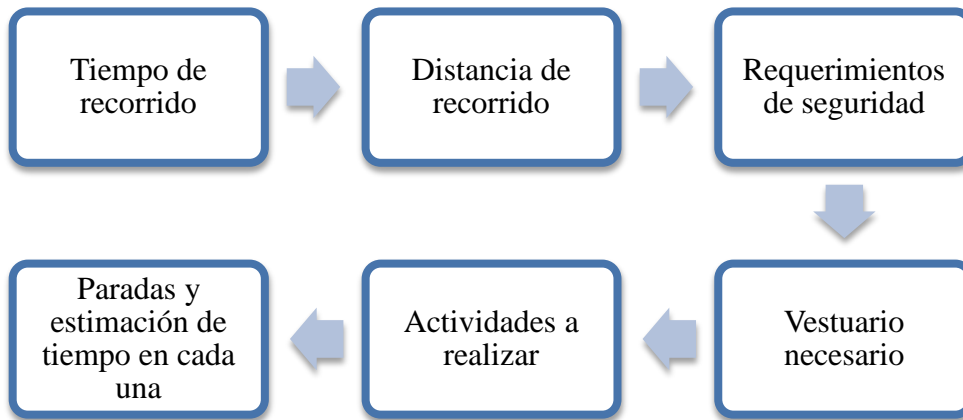 Tiempo de
recorrido
Distancia de
recorrido
Requerimientos
de seguridad
Vestuario
necesario
Actividades a
realizar
Paradas y
estimación de
tiempo en cada
una